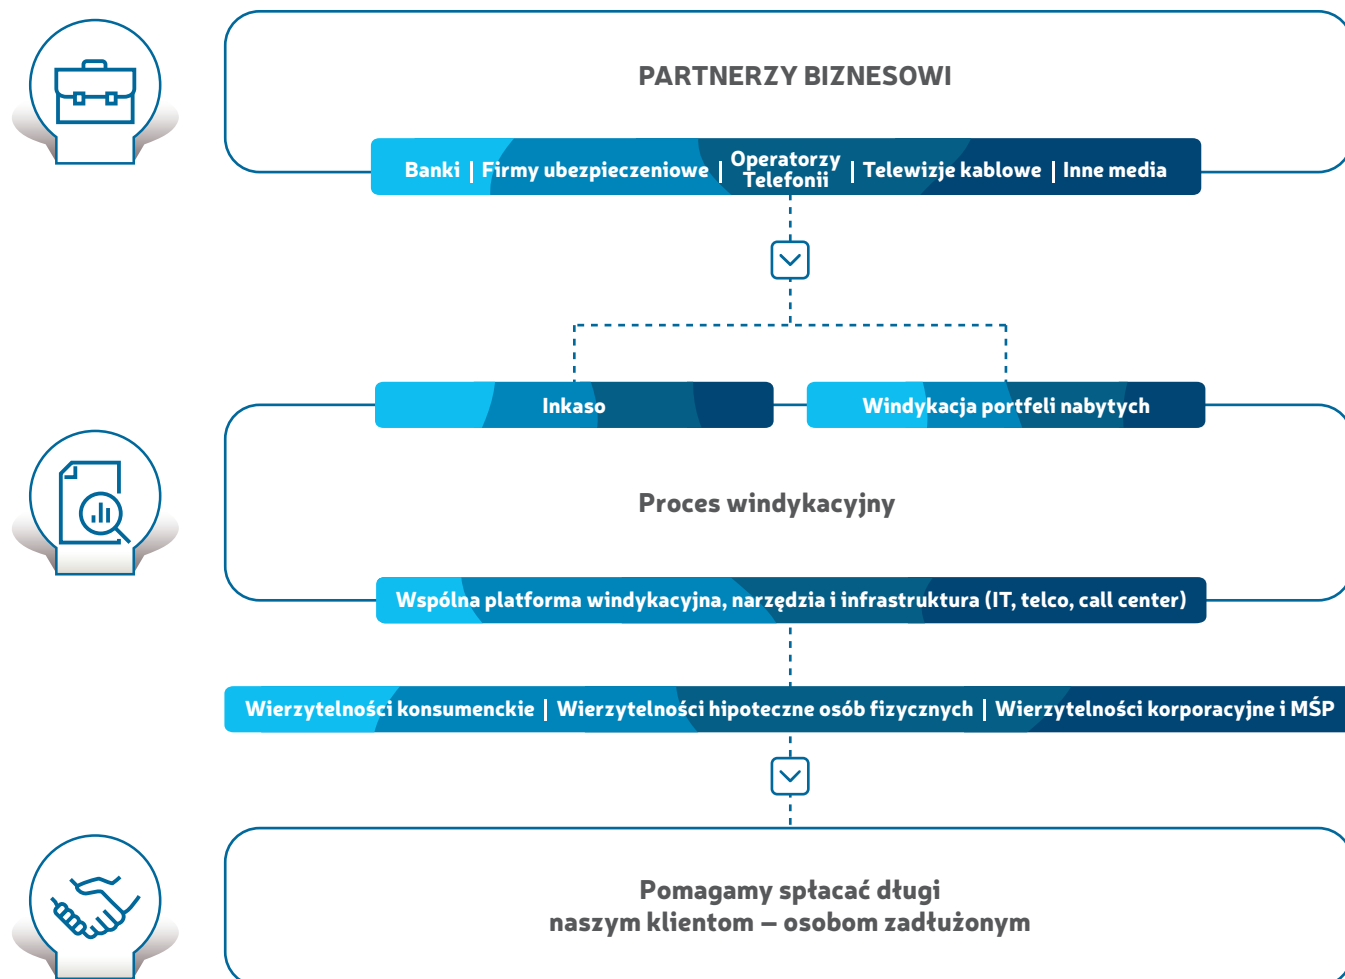 PARTNERZY BIZNESOWI
Banki | Firmy ubezpieczeniowe | Operatorzy Telefonii | Telewizje kablowe | Inne media
Inkaso
Windykacja portfeli nabytych
Proces windykacyjny
Wspólna platforma windykacyjna, narzędzia i infrastruktura (IT, telco, call center)
Wierzytelności konsumenckie | Wierzytelności hipoteczne osób fizycznych | Wierzytelności korporacyjne i MŚP
Pomagamy spłacać długi
naszym klientom – osobom zadłużonym